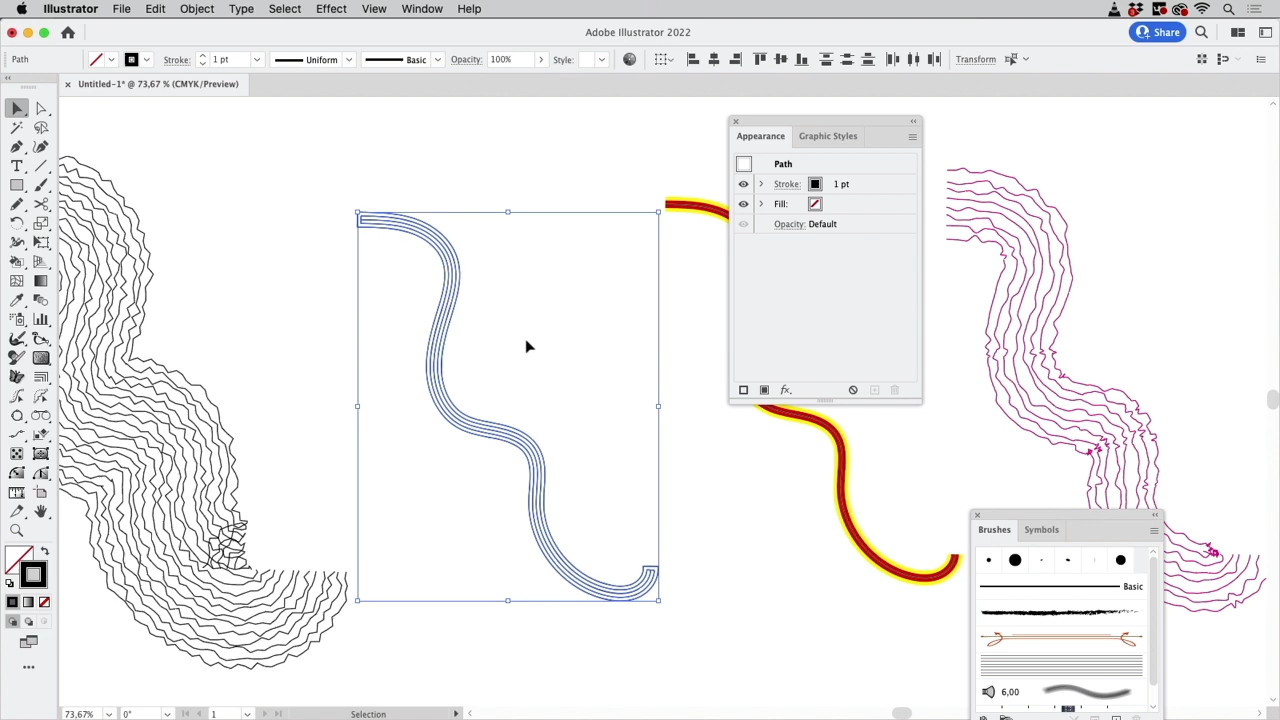 Illustrator File Edit Object Type Select Effect View Window Help
Adobe Illustrator 2022
Share
Path
Stroke:
1 pt
Uniform
Basic
Opacity:
100%
Style:
Transform
Untitled-1* @ 73,67 % (CMYK/Preview)
Appearance
Graphic Styles
Path
Stroke:
1 pt
Fill:
Opacity: Default
fx.
Brushes
Symbols
Basic
6,00
73,67%
0°
1
Selection